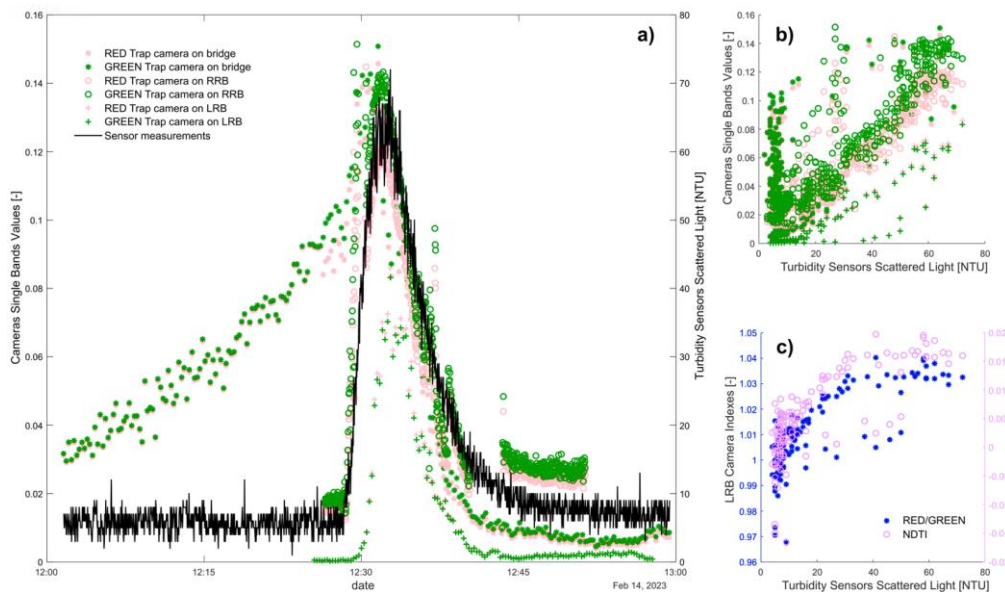 a)
RED Trap camera on bridge
GREEN Trap camera on bridge
RED Trap camera on RRB
GREEN Trap camera on RRB
RED Trap camera on LRB
GREEN Trap camera on LRB
Sensor measurements
Cameras Single Bands Values [-]
0.16
0.14
0.12
0.1
0.08
0.06
0.04
0.02
0
12:00
12:15
12:30
12:45
13:00
date
Feb 14, 2023
80
70
60
50
40
30
20
10
0
Turbidity Sensors Scattered Light [NTU]
b)
Cameras Single Bands Values [-]
0.16
0.14
0.12
0.1
0.08
0.06
0.04
0.02
0
0
20
40
60
80
Turbidity Sensors Scattered Light [NTU]
c)
LRB Camera Indexes [-]
1.05
1.04
1.03
1.02
1.01
1
0.99
0.98
0.97
0.96
RED/GREEN
NDTI
0
20
40
60
80
Turbidity Sensors Scattered Light [NTU]